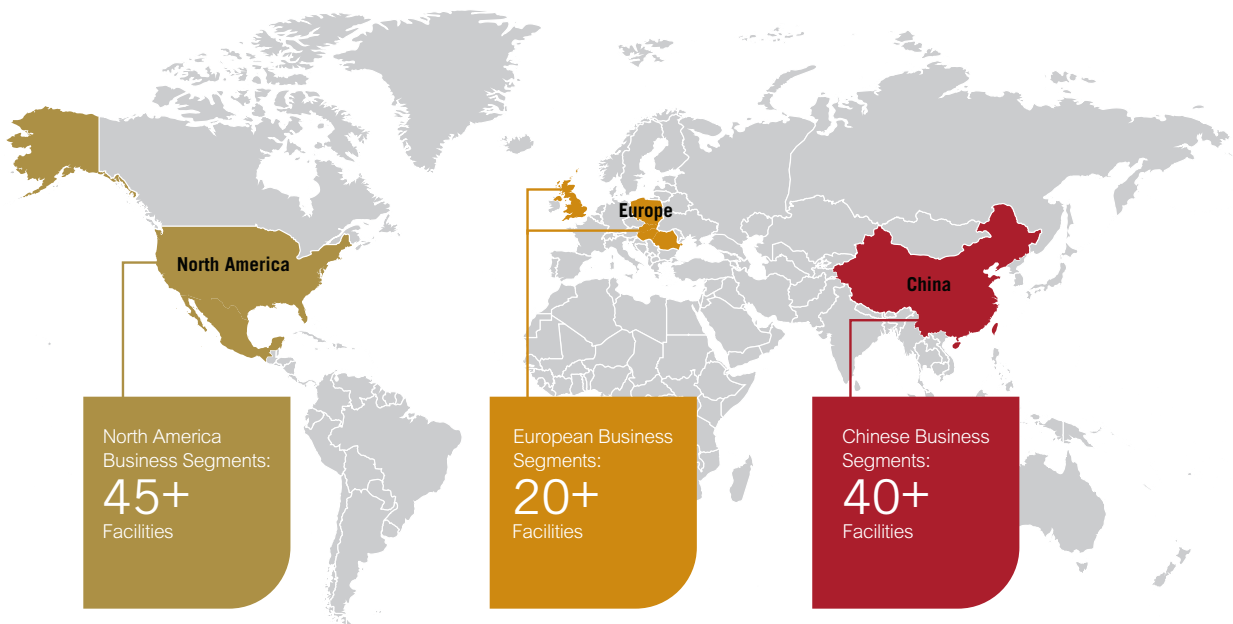 North America
Europe
China
North America
Business Segments:
45+
Facilities
European Business
Segments:
20+
Facilities
Chinese Business
Segments:
40+
Facilities